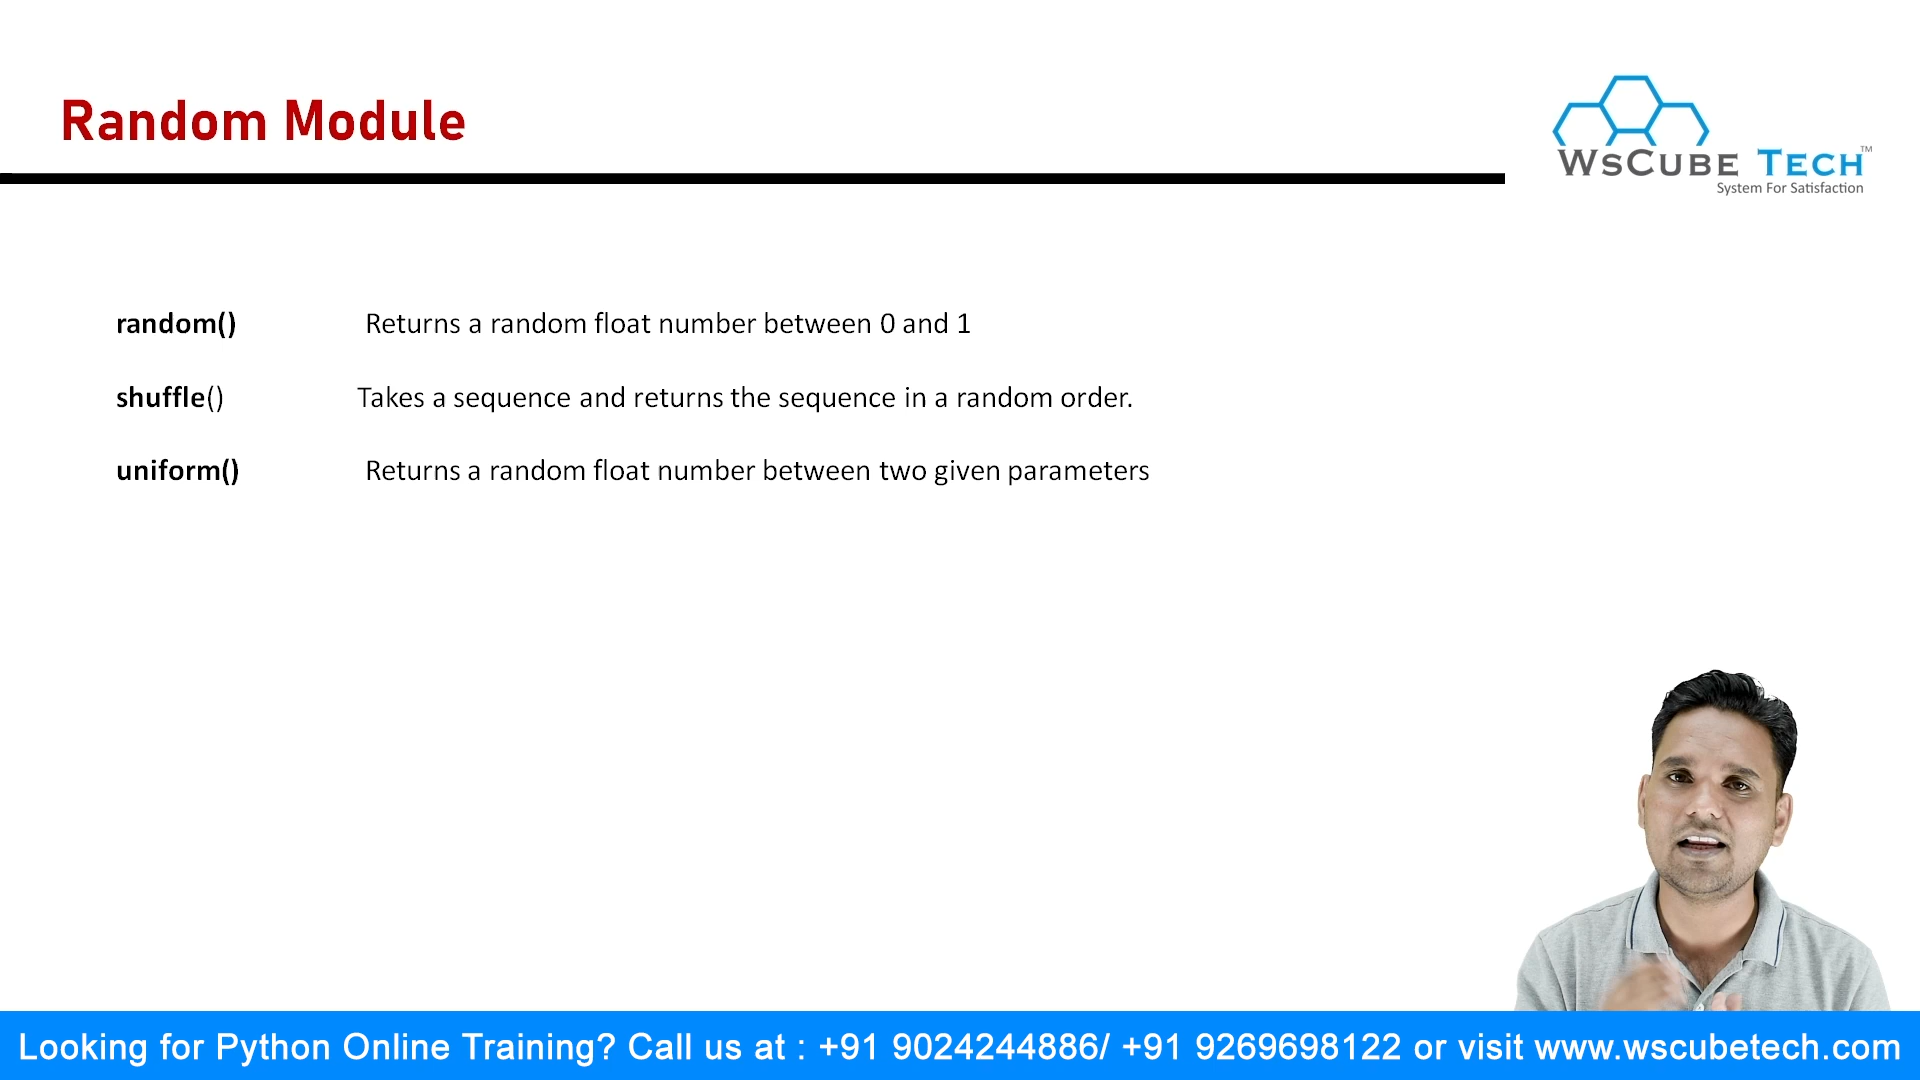 Random Module
WsCube Tech™
System For Satisfaction
random() Returns a random float number between 0 and 1
shuffle() Takes a sequence and returns the sequence in a random order.
uniform() Returns a random float number between two given parameters
Looking for Python Online Training? Call us at : +91 9024244886/ +91 9269698122 or visit www.wscubetech.com